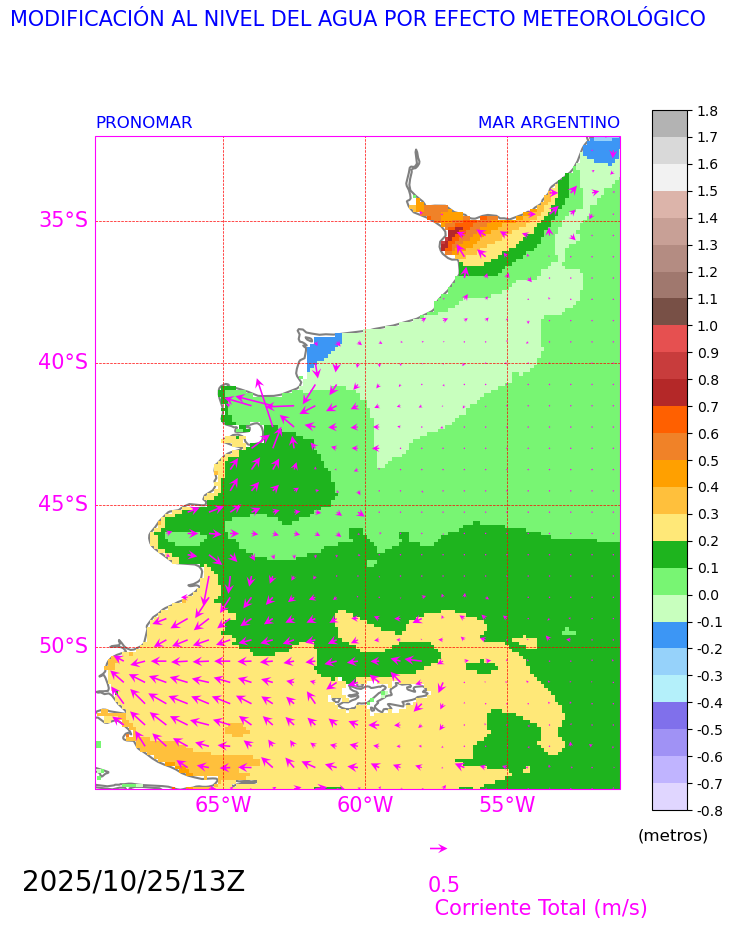 MODIFICACIÓN AL NIVEL DEL AGUA POR EFECTO METEOROLÓGICO
PRONOMAR MAR ARGENTINO
35°S
40°S
45°S
50°S
65°W 60°W 55°W
1.8
1.7
1.6
1.5
1.4
1.3
1.2
1.1
1.0
0.9
0.8
0.7
0.6
0.5
0.4
0.3
0.2
0.1
0.0
-0.1
-0.2
-0.3
-0.4
-0.5
-0.6
-0.7
-0.8
(metros)
2025/10/25/13Z
0.5
Corriente Total (m/s)